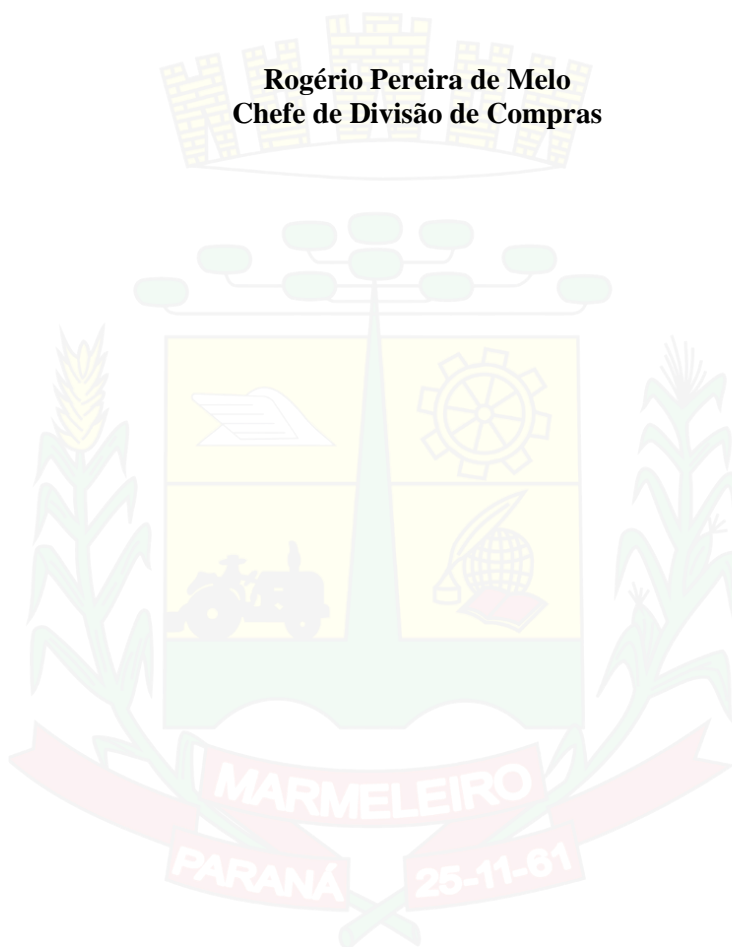 Rogério Pereira de Melo
Chefe de Divisão de Compras
MARMELEIRO
PARANÁ
25-11-61